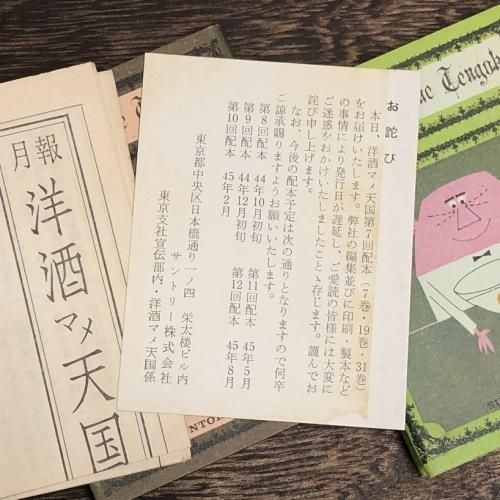 お詫び
本日、洋酒マメ天国第7回配本(7巻・19巻・31巻)
をお届けいたします。弊社の編集並びに印刷・製本など
の事情により発行日が遅延し、ご愛読の皆様には大変に
ご迷惑をおかけいたしましたことゝ存じます。謹んでお
詫び申し上げます。
なお、今後の配本予定は次の通りとなりますので何卒
ご諒承賜りますようお願いいたします。
第8回配本 44年10月初旬 第11回配本 45年5月
第9回配本 44年12月初旬 第12回配本 45年8月
第10回配本 45年2月
東京都中央区日本橋通り一ノ四 栄太楼ビル内
サントリー株式会社
東京支社宣伝部内・洋酒マメ天国係
月報
洋酒マメ天国